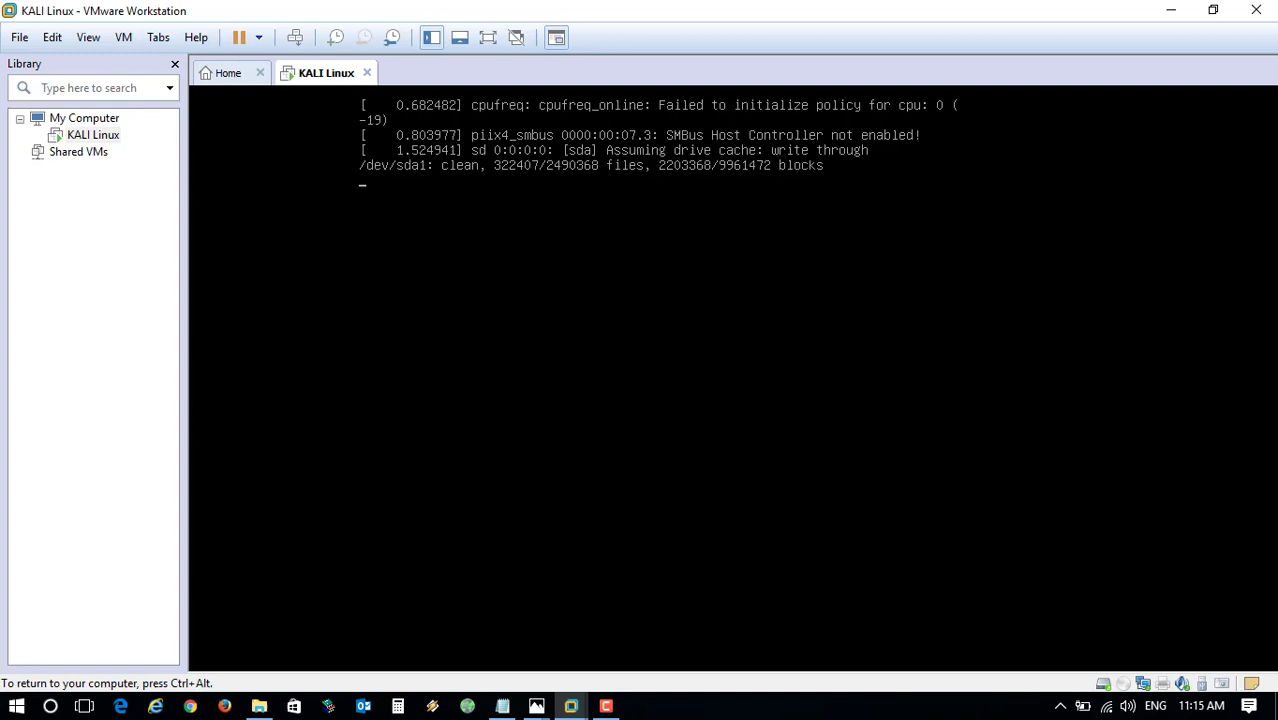 KALI Linux - VMware Workstation
File Edit View VM Tabs Help
Library
Home
KALI Linux
Type here to search
My Computer
KALI Linux
Shared VMs
[    0.682482] cpufreq: cpufreq_online: Failed to initialize policy for cpu: 0 (
-19)
[    0.803977] piix4_smbus 0000:00:07.3: SMBus Host Controller not enabled!
[    1.524941] sd 0:0:0:0: [sda] Assuming drive cache: write through
/dev/sda1: clean, 322407/2490368 files, 2203368/9961472 blocks
_
To return to your computer, press Ctrl+Alt.
ENG 11:15 AM